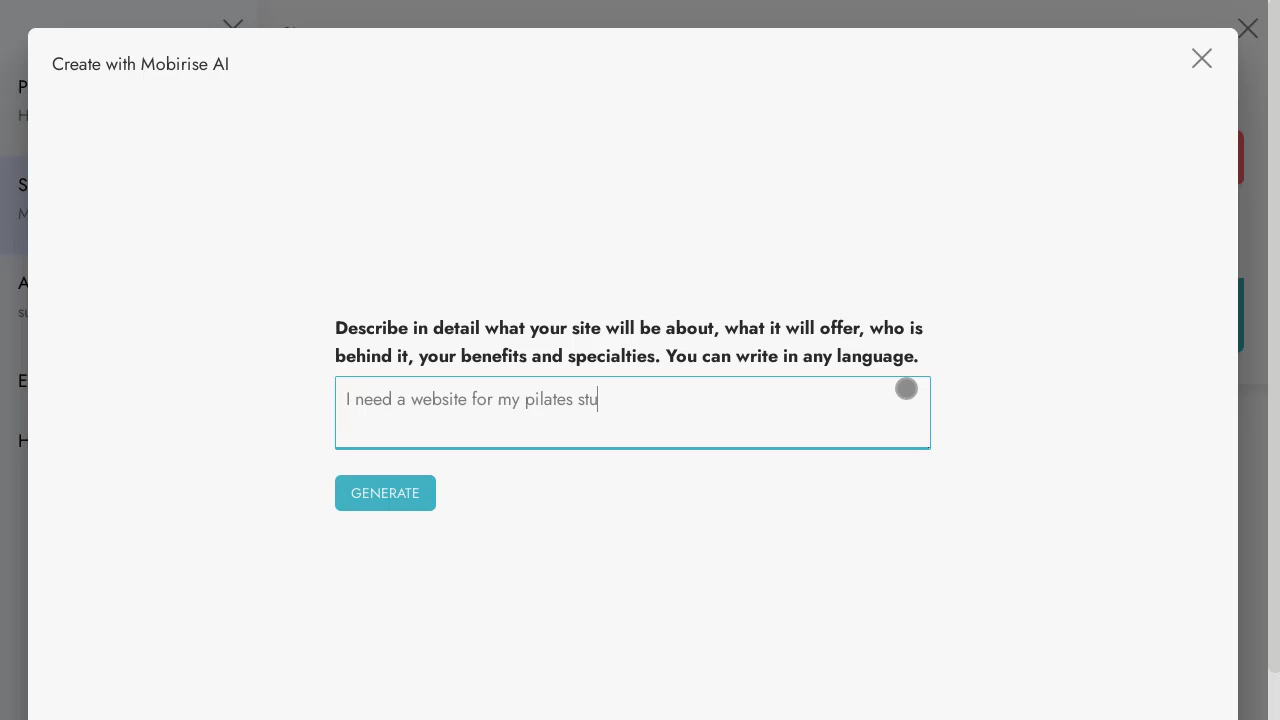 Create with Mobirise AI
Describe in detail what your site will be about, what it will offer, who is
behind it, your benefits and specialties. You can write in any language.
I need a website for my pilates stu
GENERATE